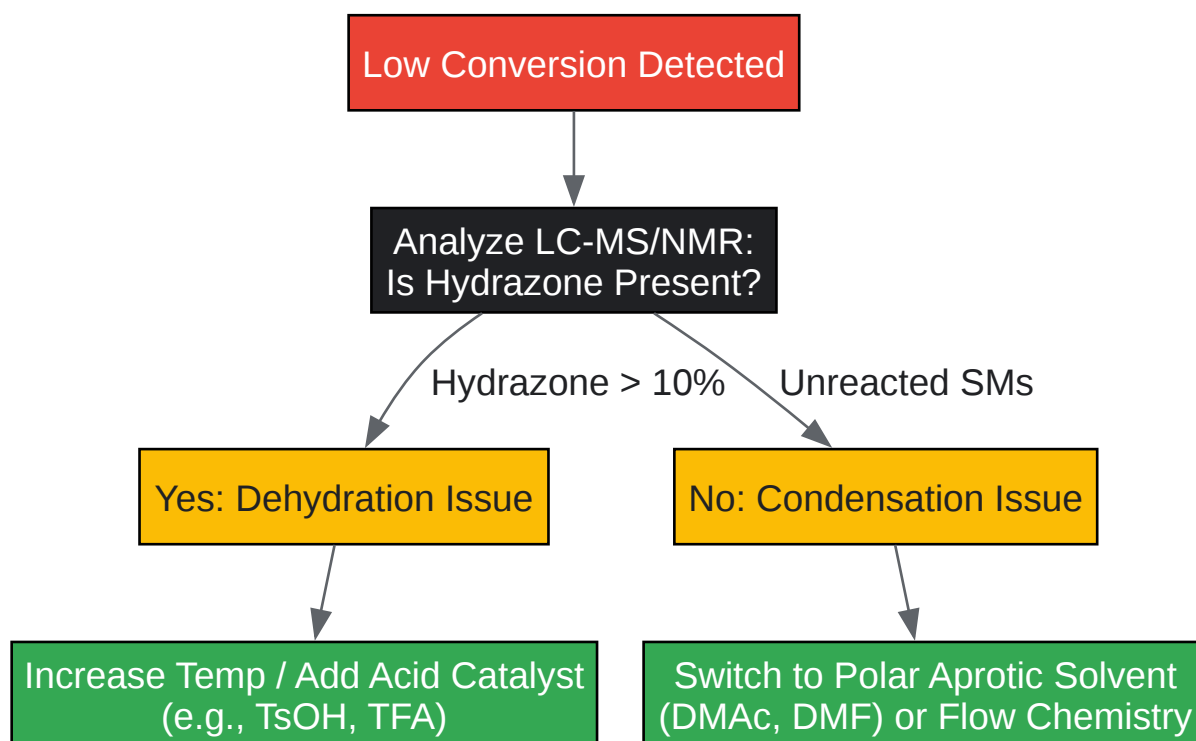 Low Conversion Detected
Analyze LC-MS/NMR:
Is Hydrazone Present?
Hydrazone > 10%
Unreacted SMs
Yes: Dehydration Issue
No: Condensation Issue
Increase Temp / Add Acid Catalyst
(e.g., TsOH, TFA)
Switch to Polar Aprotic Solvent
(DMAc, DMF) or Flow Chemistry